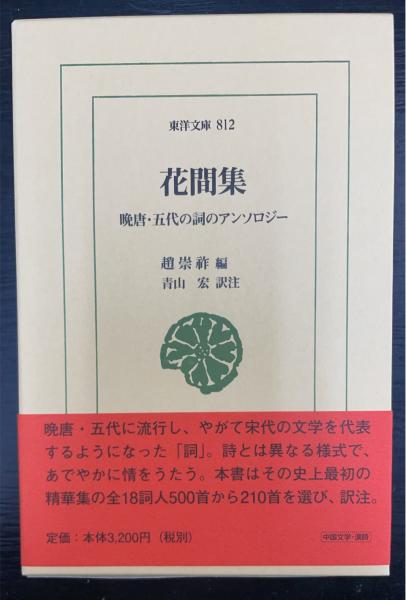 東洋文庫 812
花間集
晩唐・五代の詞のアンソロジー
趙崇祚 編
青山 宏 訳注
晩唐・五代に流行し、やがて宋代の文学を代表
するようになった「詞」。詩とは異なる様式で、
あでやかに情をうたう。本書はその史上最初の
精華集の全18詞人500首から210首を選び、訳注。
定価：本体3,200円（税別）
中国文学・漢詩